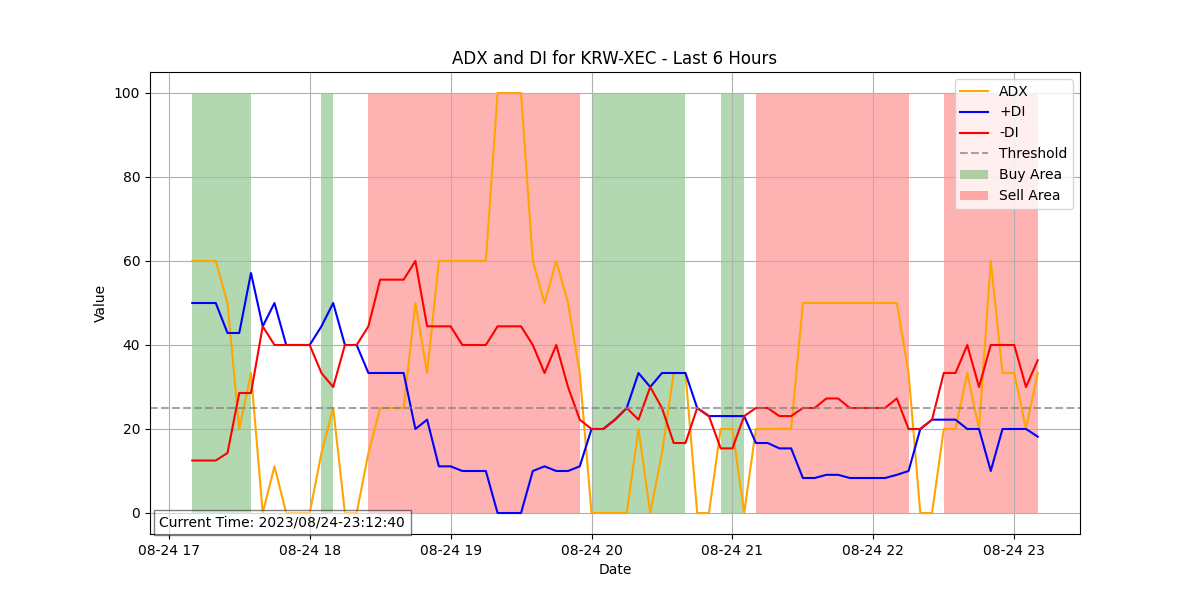 ADX and DI for KRW-XEC - Last 6 Hours
Value
100
80
60
40
20
0
ADX
+DI
-DI
Threshold
Buy Area
Sell Area
Current Time: 2023/08/24-23:12:40
08-24 17
08-24 18
08-24 19
08-24 20
08-24 21
08-24 22
08-24 23
Date